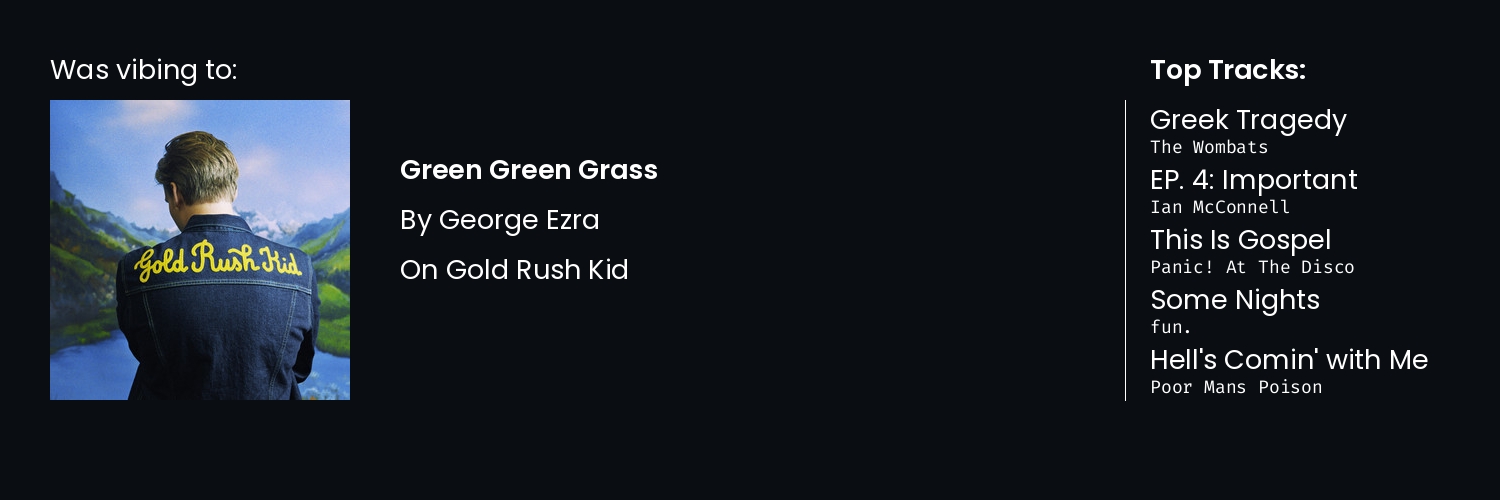 Was vibing to:
Gold Rush Kid
Green Green Grass
By George Ezra
On Gold Rush Kid
Top Tracks:
Greek Tragedy
The Wombats
EP. 4: Important
Ian McConnell
This Is Gospel
Panic! At The Disco
Some Nights
fun.
Hell's Comin' with Me
Poor Mans Poison